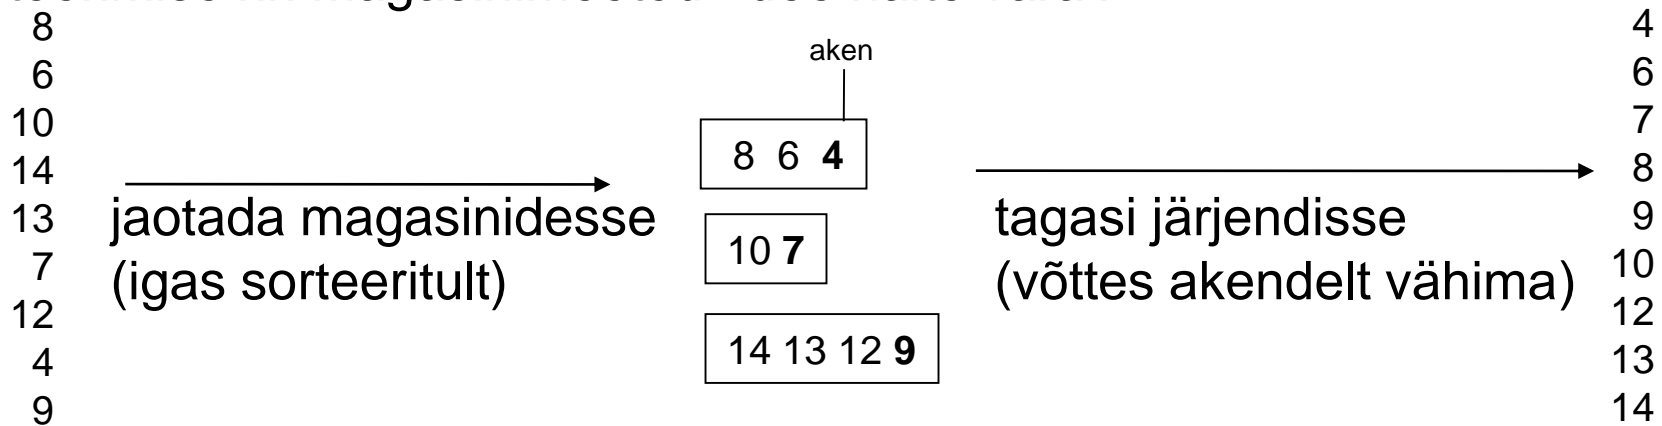 8
6
10
14
13
7
12
4
9
jaotada magasinidesse
(igas sorteeritult)
aken
8 6 4
10 7
14 13 12 9
tagasi järjendisse
(võttes akendelt vähima)
4
6
7
8
9
10
12
13
14